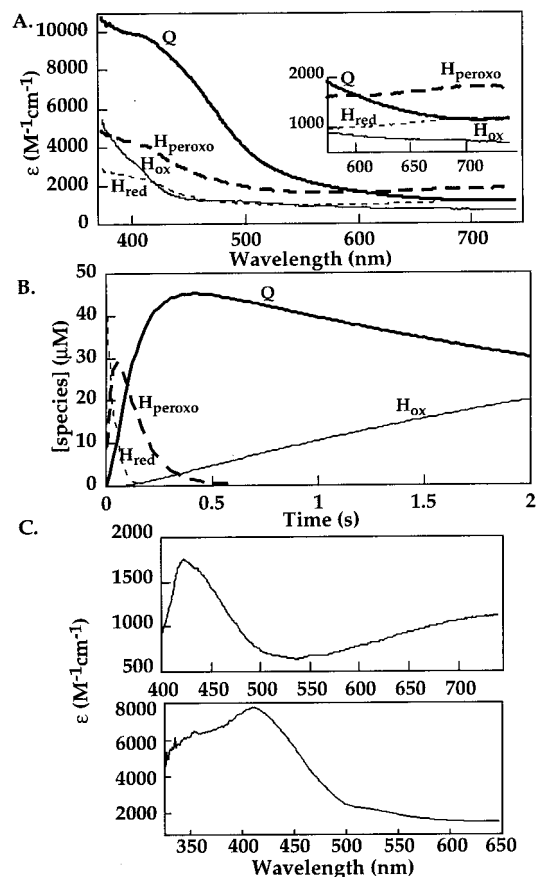 A.
ε (M-1cm-1)
10000
8000
6000
4000
2000
0
Q
Hperoxo
Hox
Hred
2000
1000
Q
Hperoxo
Hred
Hox
600
650
700
400
500
600
700
Wavelength (nm)
B.
[species] (μM)
50
40
30
20
10
0
Q
Hperoxo
Hred
Hox
0
0.5
1
1.5
2
Time (s)
C.
ε (M-1cm-1)
2000
1500
1000
500
400
450
500
550
600
650
700
8000
6000
4000
2000
350
400
450
500
550
600
650
Wavelength (nm)